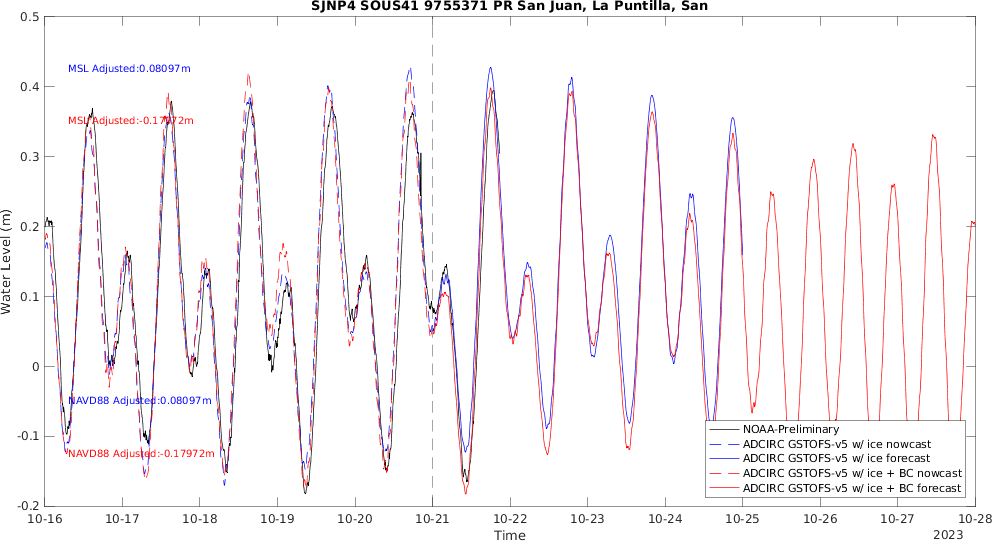 SJNP4 SOUS41 9755371 PR San Juan, La Puntilla, San
0.5
0.4
0.3
0.2
0.1
0
-0.1
-0.2
Water Level (m)
MSL Adjusted:0.08097m
MSL Adjusted:-0.17972m
NAVD88 Adjusted:0.08097m
NAVD88 Adjusted:-0.17972m
NOAA-Preliminary
ADCIRC GSTOFS-v5 w/ ice nowcast
ADCIRC GSTOFS-v5 w/ ice forecast
ADCIRC GSTOFS-v5 w/ ice + BC nowcast
ADCIRC GSTOFS-v5 w/ ice + BC forecast
10-16 10-17 10-18 10-19 10-20 10-21 10-22 10-23 10-24 10-25 10-26 10-27 10-28
Time
2023